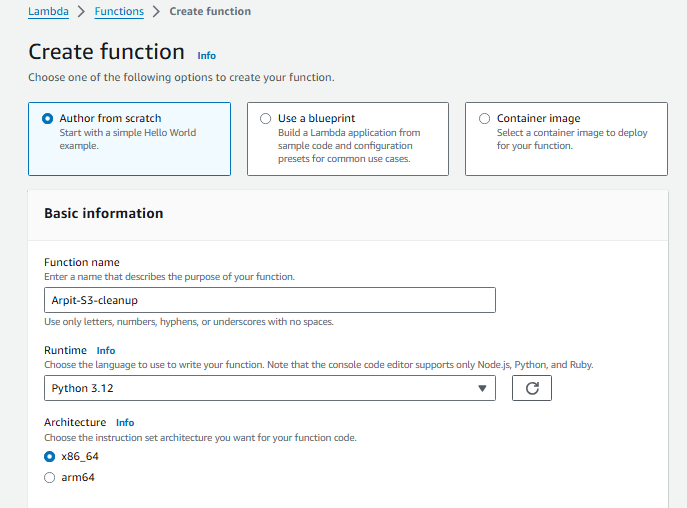 Lambda > Functions > Create function
Create function Info
Choose one of the following options to create your function.
Author from scratch
Start with a simple Hello World
example.
Use a blueprint
Build a Lambda application from
sample code and configuration
presets for common use cases.
Container image
Select a container image to deploy
for your function.
Basic information
Function name
Enter a name that describes the purpose of your function.
Arpit-S3-cleanup
Use only letters, numbers, hyphens, or underscores with no spaces.
Runtime Info
Choose the language to use to write your function. Note that the console code editor supports only Node.js, Python, and Ruby.
Python 3.12
Architecture Info
Choose the instruction set architecture you want for your function code.
x86_64
arm64